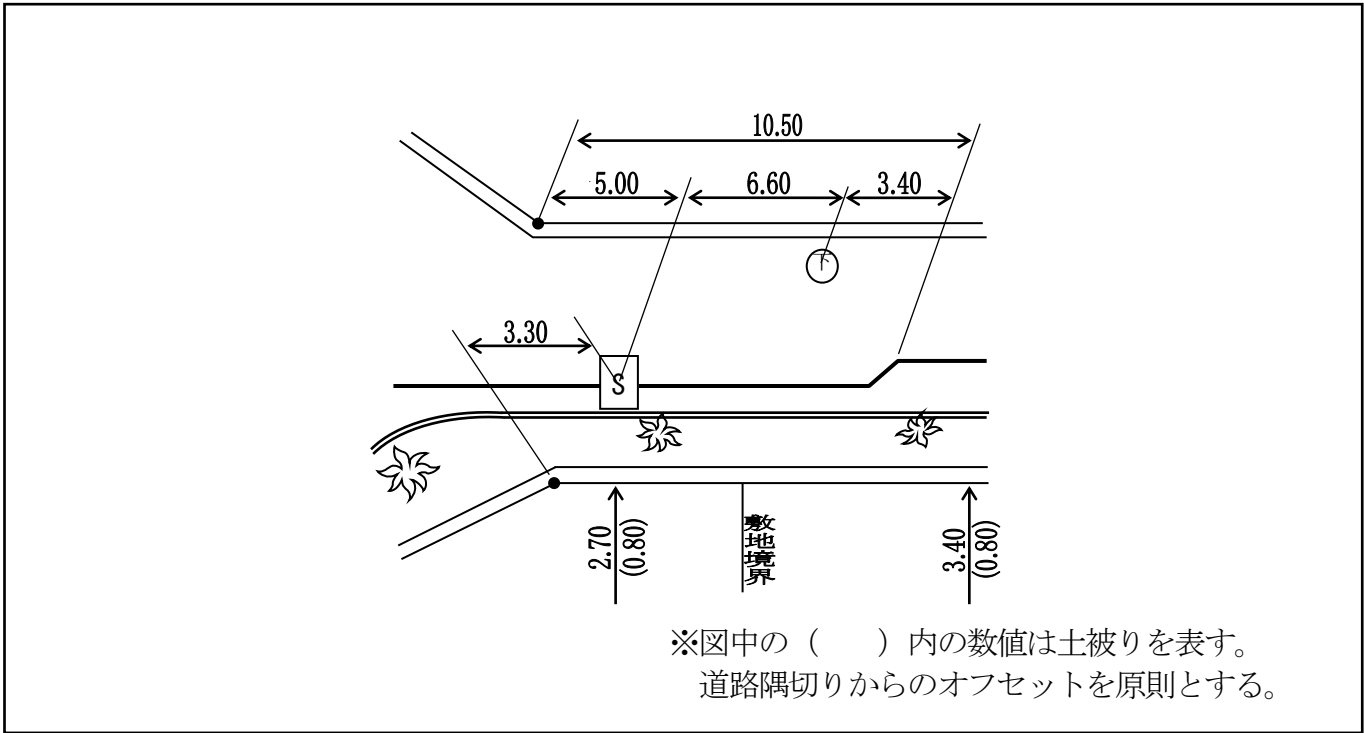 10.50
5.00
6.60
3.40
下
3.30
S
2.70
(0.80)
敷地境界
3.40
(0.80)
※図中の（　　）内の数値は土被りを表す。
道路隅切りからのオフセットを原則とする。